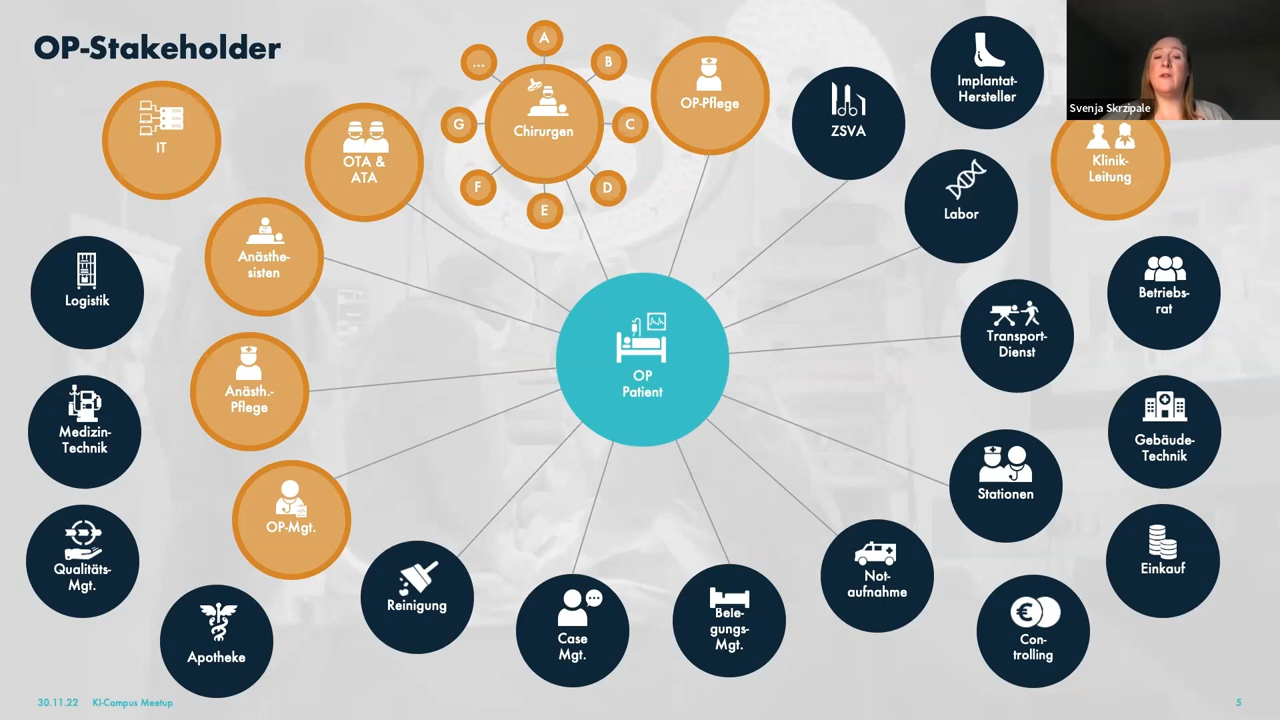 OP-Stakeholder
A
...
B
G
C
F
D
E
Chirurgen
IT
OTA &
ATA
OP-Pflege
ZSVA
Implantat-
Hersteller
Svenja Skrzipale
Klinik-
Leitung
Labor
Anästhe-
sisten
Logistik
Betriebs-
rat
Transport-
Dienst
OP
Patient
Anästh.-
Pflege
Medizin-
Technik
Gebäude-
Technik
Stationen
OP-Mgt.
Qualitäts-
Mgt.
Einkauf
Not-
aufnahme
Reinigung
Bele-
gungs-
Mgt.
Case
Mgt.
Con-
trolling
Apotheke
30.11.22
KI-Campus Meetup
5